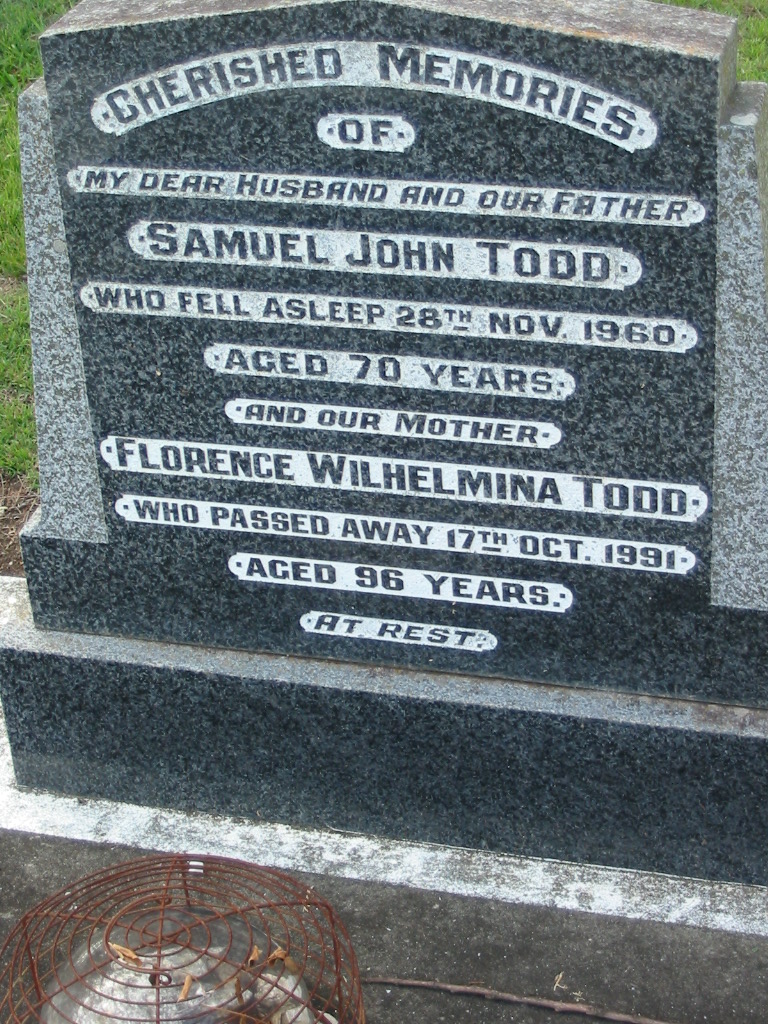 ·CHERISHED MEMORIES·
·OF·
·MY DEAR HUSBAND AND OUR FATHER·
·SAMUEL JOHN TODD·
·WHO FELL ASLEEP 28TH NOV. 1960·
·AGED 70 YEARS.·
·AND OUR MOTHER·
·FLORENCE WILHELMINA TODD·
·WHO PASSED AWAY 17TH OCT. 1991·
·AGED 96 YEARS.·
·AT REST.·